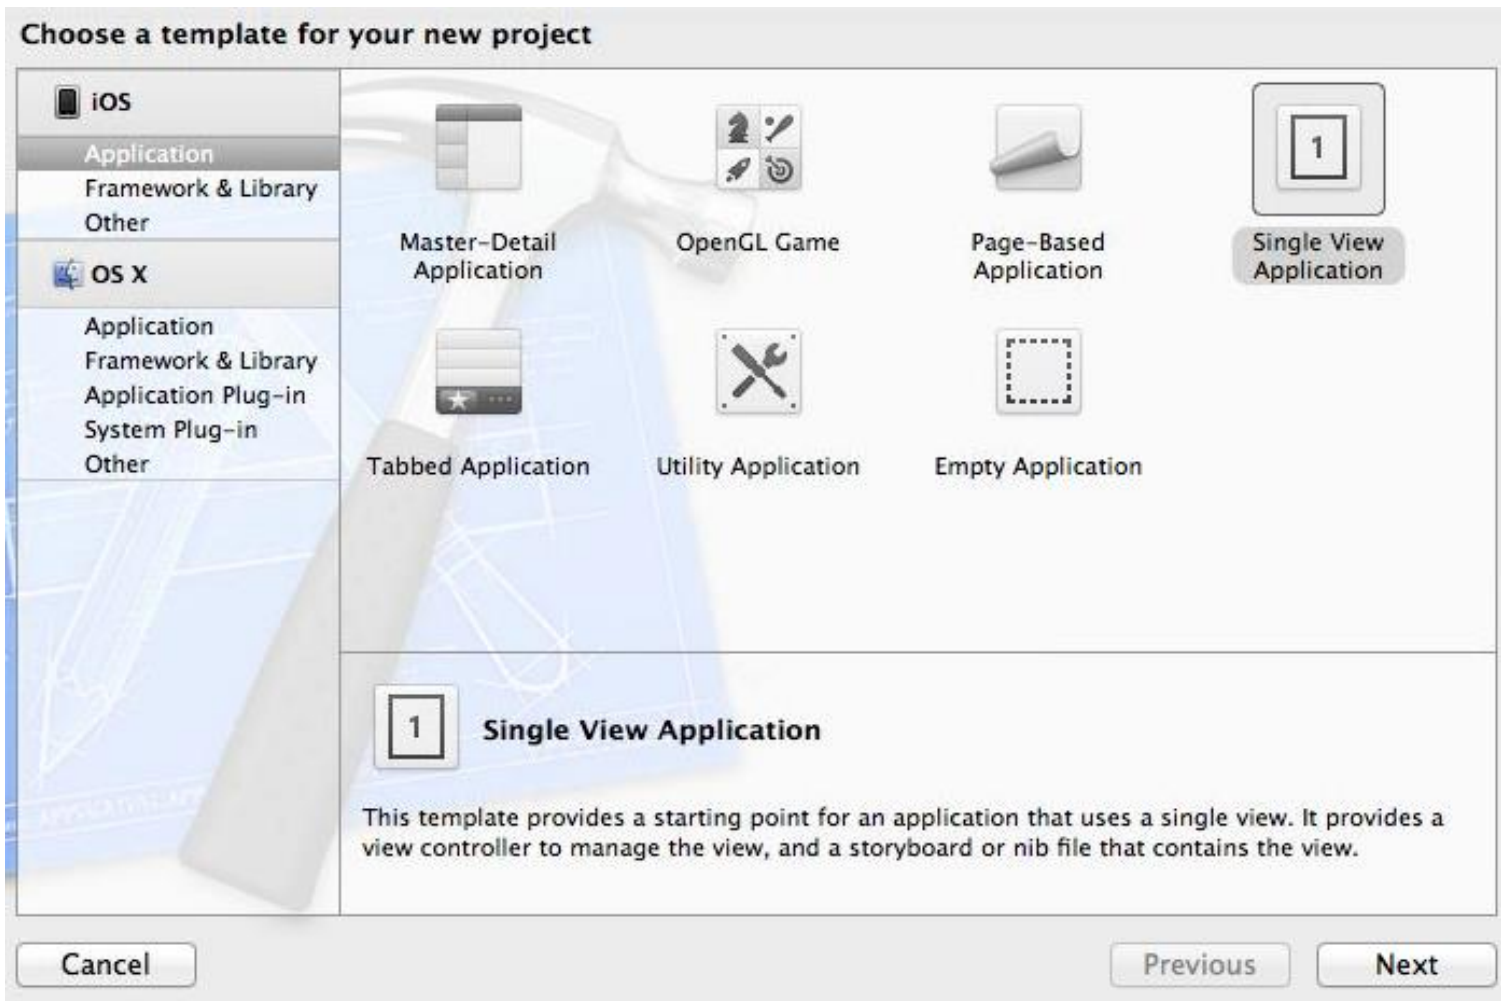 Choose a template for your new project
iOS
Application
Framework & Library
Other
OS X
Application
Framework & Library
Application Plug-in
System Plug-in
Other
Master-Detail
Application
OpenGL Game
Page-Based
Application
1
Single View
Application
Tabbed Application
Utility Application
Empty Application
1
Single View Application
This template provides a starting point for an application that uses a single view. It provides a
view controller to manage the view, and a storyboard or nib file that contains the view.
Cancel
Previous
Next